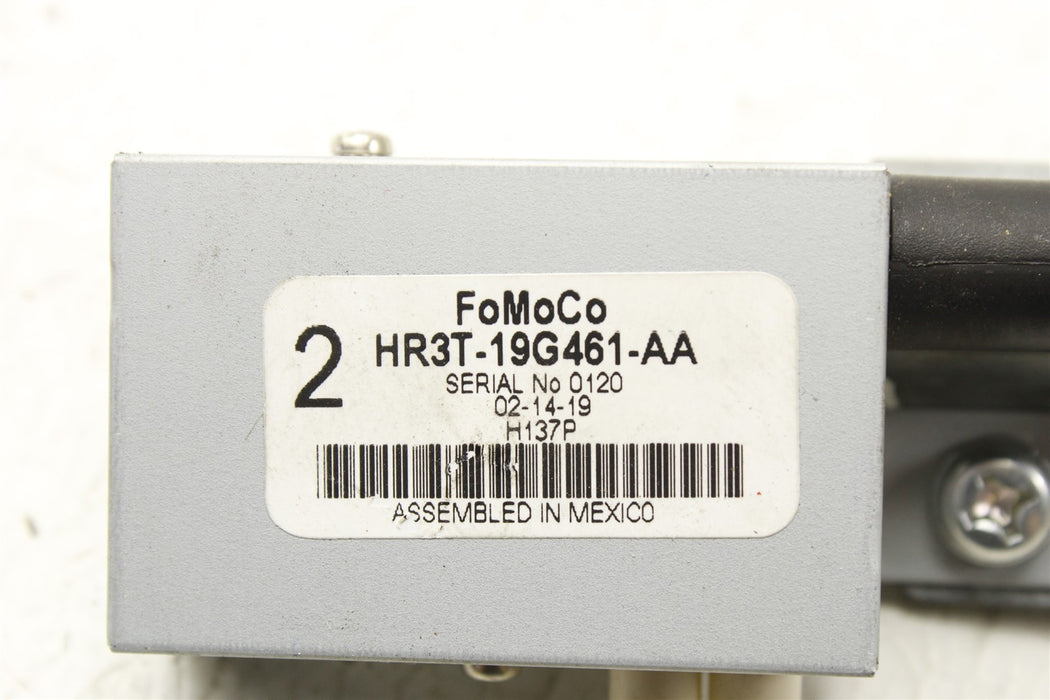 FoMoCo
2
HR3T-19G461-AA
SERIAL No 0120
02-14-19
H137P
ASSEMBLED IN MEXICO